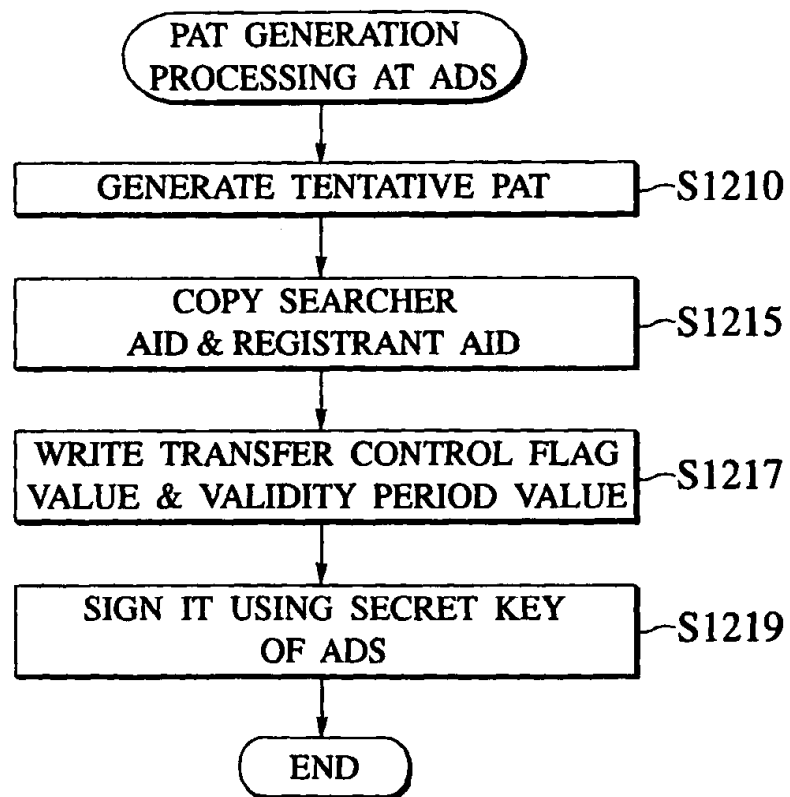 PAT GENERATION
PROCESSING AT ADS
GENERATE TENTATIVE PAT
S1210
COPY SEARCHER
AID & REGISTRANT AID
S1215
WRITE TRANSFER CONTROL FLAG
VALUE & VALIDITY PERIOD VALUE
S1217
SIGN IT USING SECRET KEY
OF ADS
S1219
END